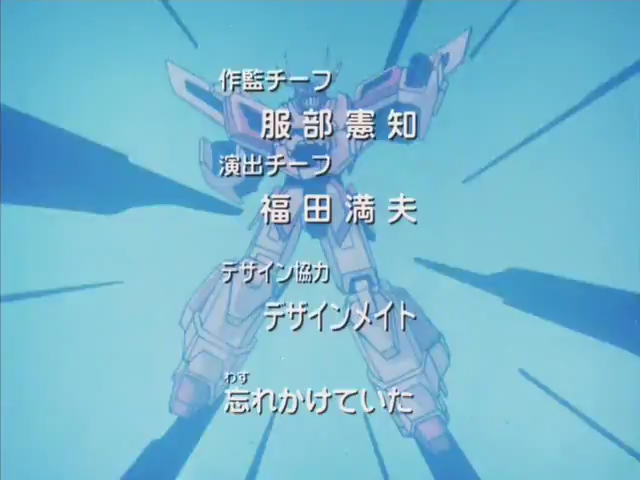 作監チーフ
服部憲知
演出チーフ
福田満夫
デザイン協力
デザインメイト
わす
忘れかけていた